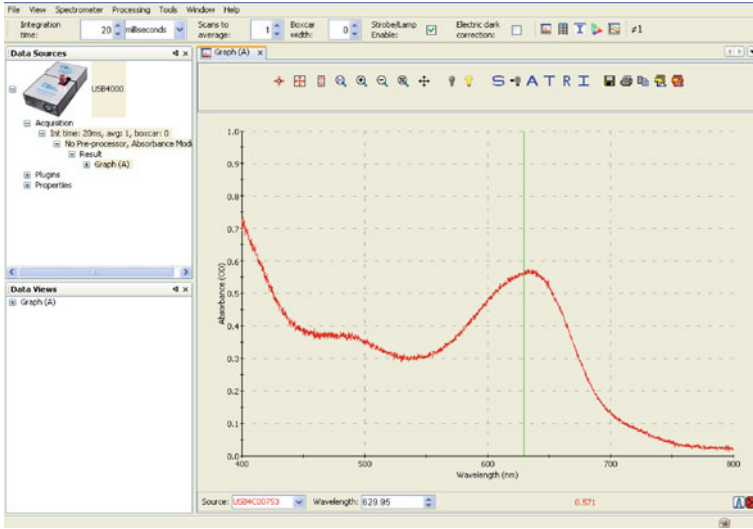 File View Spectrometer Processing Tools Window Help
Integration time: 20 milliseconds Scans to average: 1 Boxcar width: 0 Strobe/Lamp Enable: Electric dark correction: ≠1
Data Sources
USB4000
Acquisition
Int time: 20ms, avg: 1, boxcar: 0
No Pre-processor, Absorbance Mod
Result
Graph (A)
Plugins
Properties
Data Views
Graph (A)
Graph (A)
S A T R I
1.0
0.9
0.8
0.7
0.6
0.5
0.4
0.3
0.2
0.1
0.0
Absorbance (OD)
400 500 600 700 800
Wavelength (nm)
Source: USB4C00753 Wavelength: 629.95 0.571